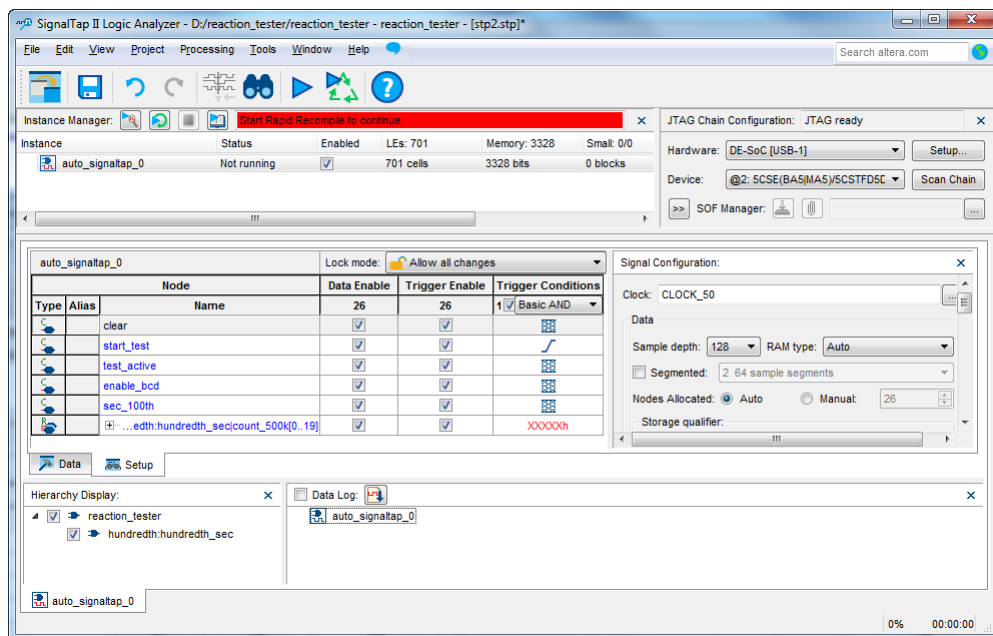 SignalTap II Logic Analyzer - D:/reaction_tester/reaction_tester - reaction_tester - [stp2.stp]*
File Edit View Project Processing Tools Window Help
Search altera.com
Instance Manager: Start Rapid Recompile to continue
JTAG Chain Configuration: JTAG ready
Instance Status Enabled LEs: 701 Memory: 3328 Small: 0/0
auto_signaltap_0 Not running 701 cells 3328 bits 0 blocks
Hardware: DE-SoC [USB-1] Setup...
Device: @2: 5CSE(BA5|MA5)/5CSTFD5D Scan Chain
>> SOF Manager: ...
auto_signaltap_0 Lock mode: Allow all changes
Node Data Enable Trigger Enable Trigger Conditions
Type Alias Name 26 26 1 Basic AND
clear
start_test
test_active
enable_bcd
sec_100th
...edth:hundredth_sec|count_500k[0..19] XXXXXh
Signal Configuration:
Clock: CLOCK_50 ...
Data
Sample depth: 128 RAM type: Auto
Segmented: 2 64 sample segments
Nodes Allocated: Auto Manual: 26
Storage qualifier:
Data Setup
Hierarchy Display:
reaction_tester
hundredth:hundredth_sec
Data Log:
auto_signaltap_0
auto_signaltap_0
0% 00:00:00